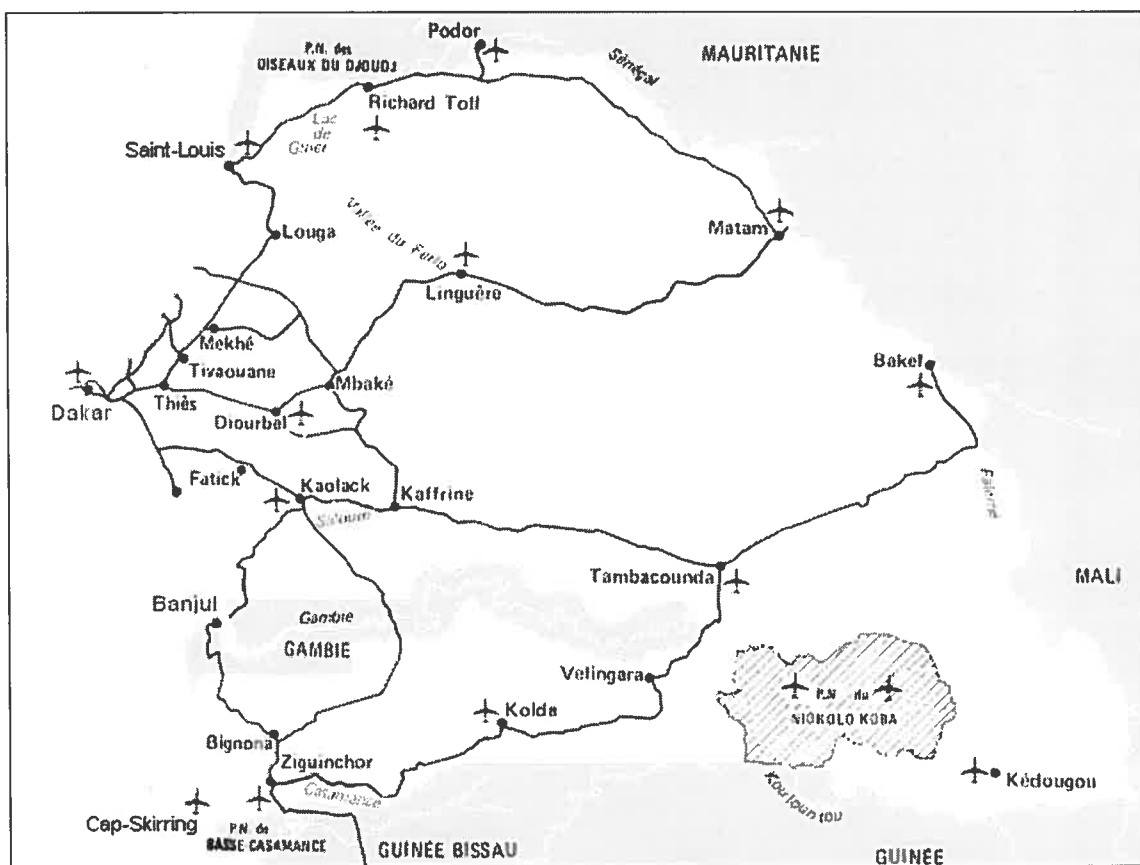 Podor
MAURITANIE
P.N. des
OISEAUX DU DJOUDJ
Sénégal
Richard Toll
Lac
de
Saint-Louis
Louga
Vallée du Ferlo
Matam
Linguère
Mekhé
Tivaouane
Bakel
Mbaké
Dakar
Thiès
Diourbel
Fatick
Kaolack
Kaffrine
Saloum
Falémé
Tambacounda
MALI
Banjul
Gambie
GAMBIE
Velingara
P.N. du
NIOKOLO KOBA
Kolda
Bignona
Ziguinchor
Kédougou
Casamance
Koulountou
Cap-Skirring
P.N. de
BASSE CASAMANCE
GUINÉE BISSAU
GUINÉE